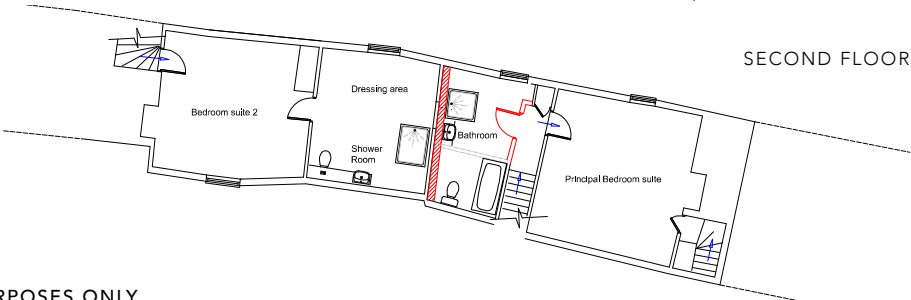 SECOND FLOOR
Dressing area
Bedroom suite 2
Bathroom
Shower
Room
Principal Bedroom suite
RPOSES ONLY